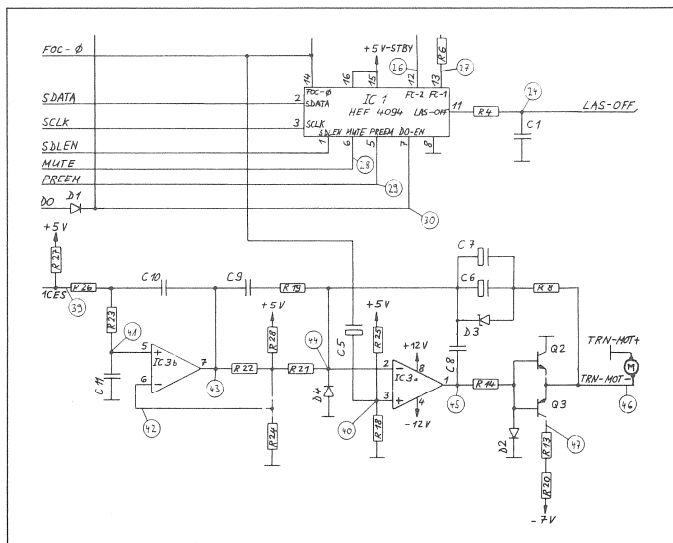 FOC-Ø
+5V-STBY
R6
26
27
14
16
15
12
13
FOC-Ø
FC-2
FC-1
SDATA
2
SDATA
IC 1
HEF 4094
LAS-OFF
11
R4
24
LAS-OFF
C1
SCLK
3
SCLK
SDLEN
MUTE
PREEM
DO-EN
SDLEN
1
6
5
7
8
MUTE
28
PREEM
29
DO
D1
30
+5V
R27
C7
C10
C9
C6
R19
R8
1CES
39
R26
R23
+5V
+5V
D3
41
R28
44
C5
R25
+12V
C8
Q2
TRN-MOT+
5
+
IC3b
7
R22
R21
2
-
8
M
C11
6
-
43
IC3a
1
R14
TRN-MOT-
D4
3
+
4
45
Q3
46
42
R24
40
R18
-12V
D2
47
R13
R20
-7V